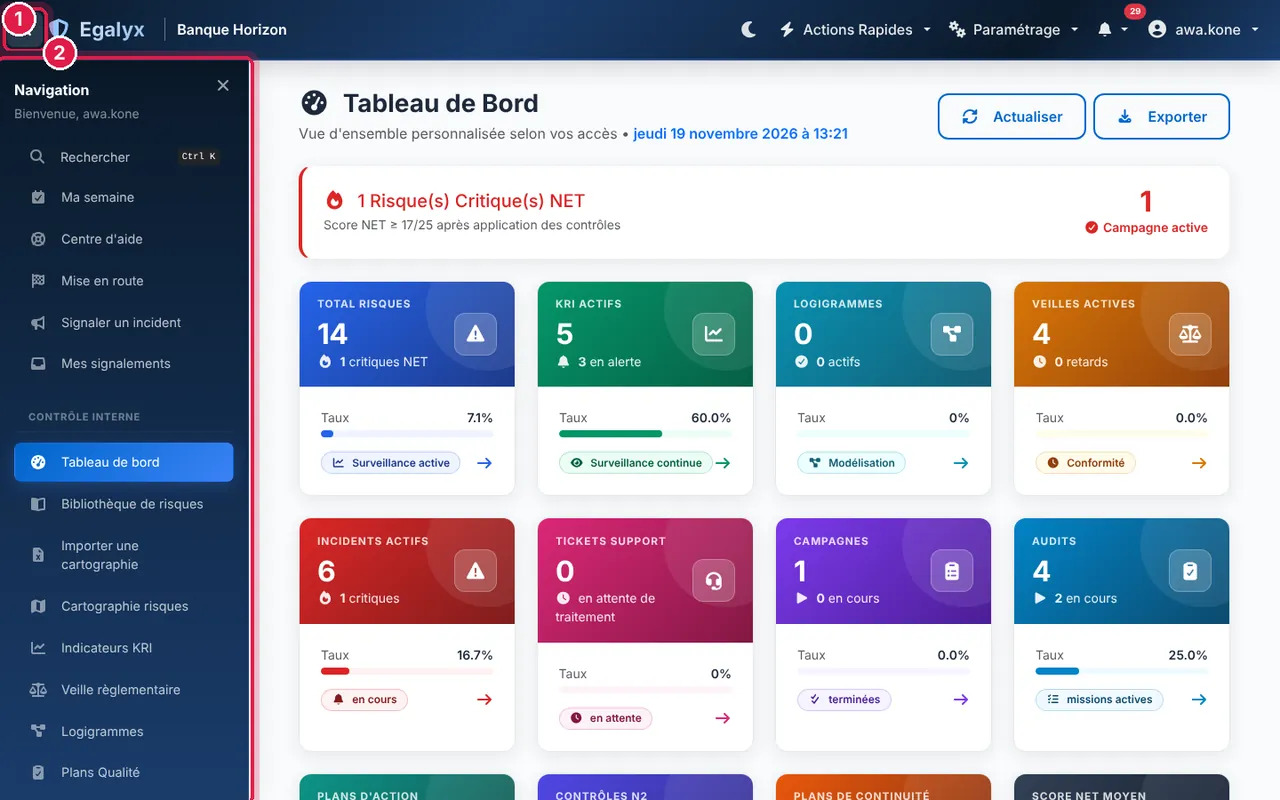 1
2
Egalyx
Banque Horizon
Actions Rapides
Paramétrage
29
awa.kone
Navigation
Bienvenue, awa.kone
Rechercher
Ctrl K
Ma semaine
Centre d'aide
Mise en route
Signaler un incident
Mes signalements
CONTRÔLE INTERNE
Tableau de bord
Bibliothèque de risques
Importer une
cartographie
Cartographie risques
Indicateurs KRI
Veille règlementaire
Logigrammes
Plans Qualité
Tableau de Bord
Vue d'ensemble personnalisée selon vos accès • jeudi 19 novembre 2026 à 13:21
Actualiser
Exporter
1 Risque(s) Critique(s) NET
Score NET ≥ 17/25 après application des contrôles
1
Campagne active
TOTAL RISQUES
14
1 critiques NET
Taux 7.1%
Surveillance active
KRI ACTIFS
5
3 en alerte
Taux 60.0%
Surveillance continue
LOGIGRAMMES
0
0 actifs
Taux 0%
Modélisation
VEILLES ACTIVES
4
0 retards
Taux 0.0%
Conformité
INCIDENTS ACTIFS
6
1 critiques
Taux 16.7%
en cours
TICKETS SUPPORT
0
en attente de
traitement
Taux 0%
en attente
CAMPAGNES
1
0 en cours
Taux 0.0%
terminées
AUDITS
4
2 en cours
Taux 25.0%
missions actives
PLANS D'ACTION
CONTRÔLES N2
PLANS DE CONTINUITÉ
SCORE NET MOYEN